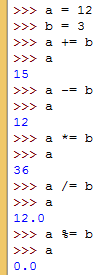 >>> a = 12
>>> b = 3
>>> a += b
>>> a
15
>>> a -= b
>>> a
12
>>> a *= b
>>> a
36
>>> a /= b
>>> a
12.0
>>> a %= b
>>> a
0.0